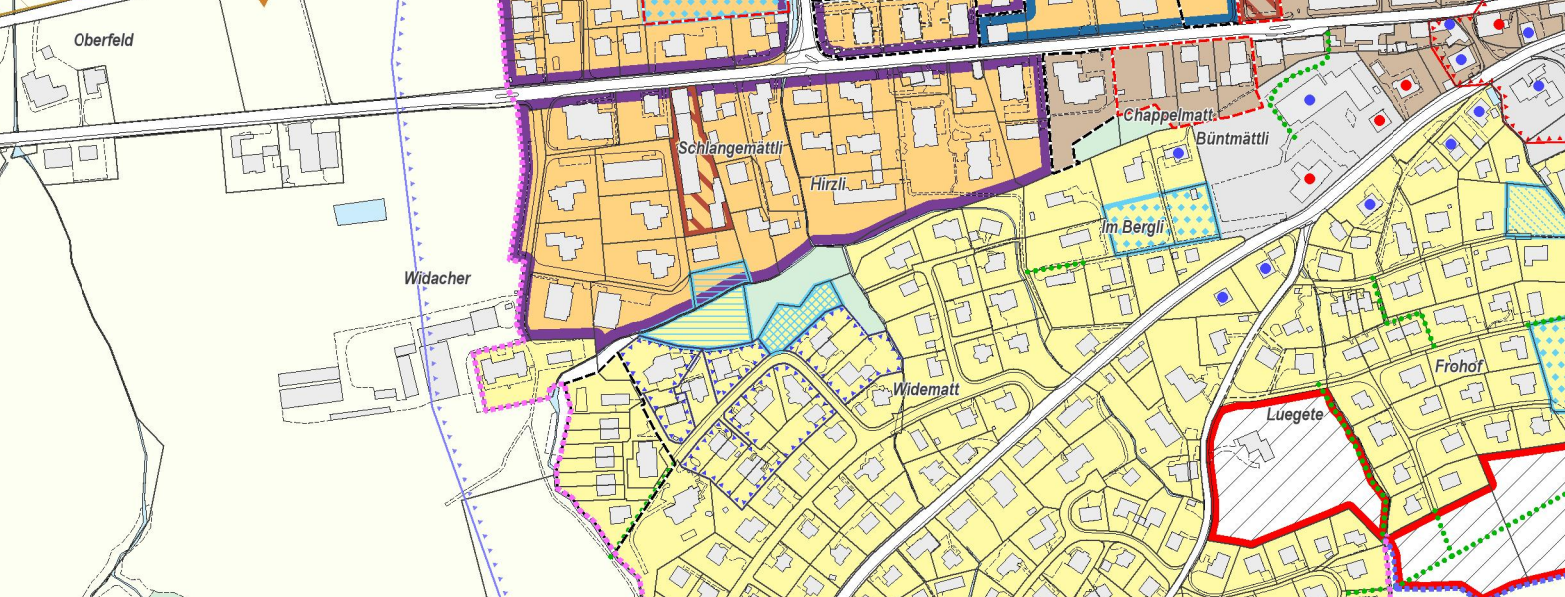 Oberfeld
Chappelmatt
Büntmättli
Schlangemättli
Hirzli
Im Bergli
Widacher
Frohof
Widematt
Luegete